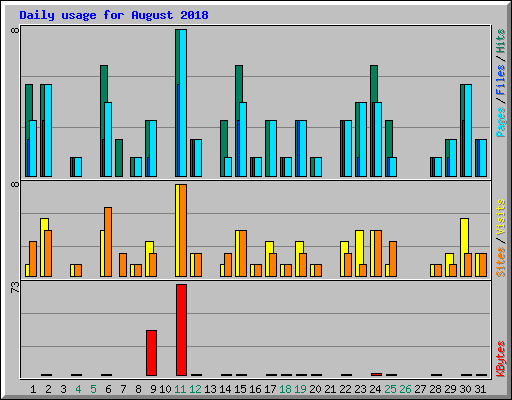 Daily usage for August 2018
8
8
73
Pages / Files / Hits
Sites / Visits
KBytes
1 2 3 4 5 6 7 8 9 10 11 12 13 14 15 16 17 18 19 20 21 22 23 24 25 26 27 28 29 30 31